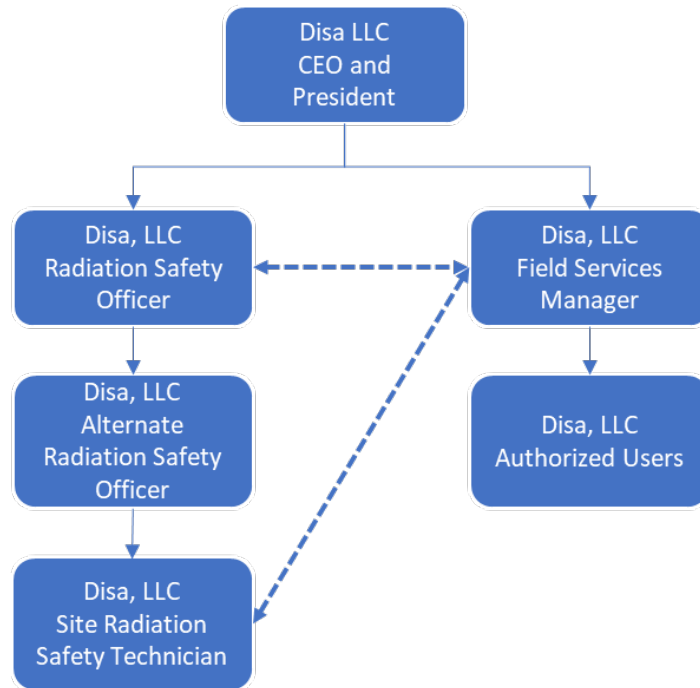 Disa LLC
CEO and
President
Disa, LLC
Radiation Safety
Officer
Disa, LLC
Field Services
Manager
Disa, LLC
Alternate
Radiation Safety
Officer
Disa, LLC
Authorized Users
Disa, LLC
Site Radiation
Safety Technician